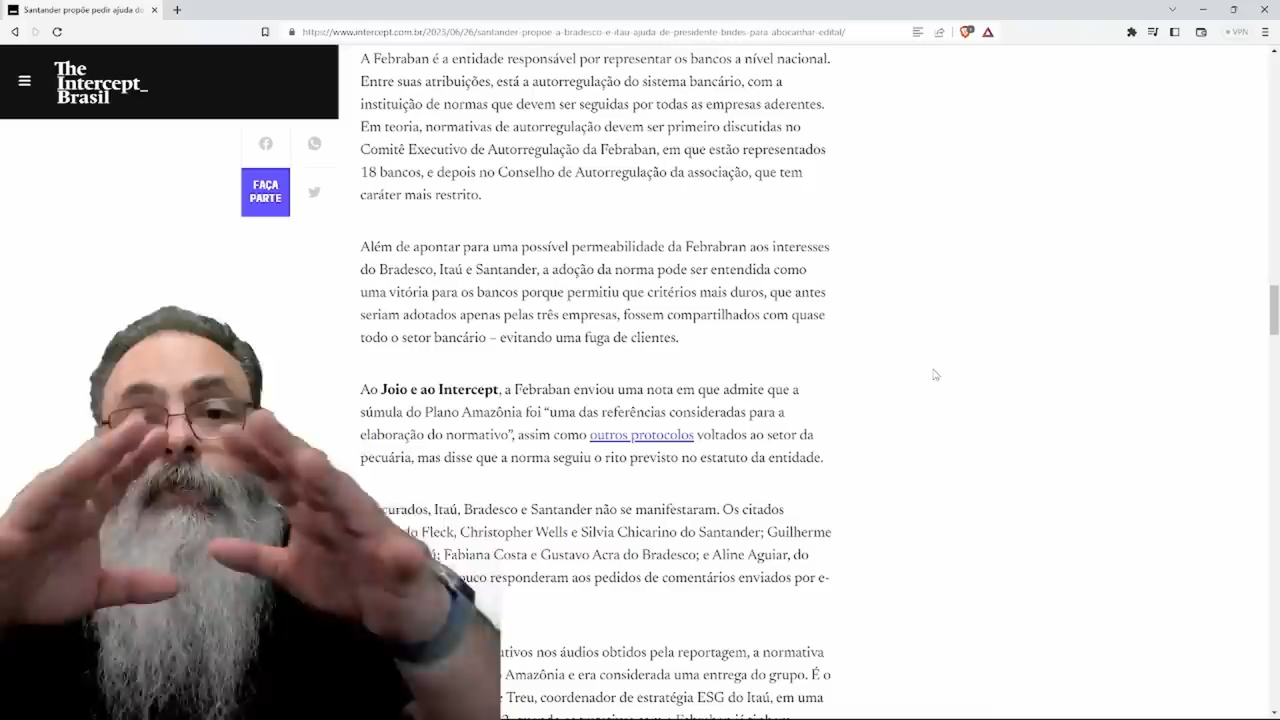 Santander propõe pedir ajuda do
https://www.intercept.com.br/2023/06/26/santander-propoe-a-bradesco-e-itau-ajuda-de-presidente-brides-para-abocanhar-edital/
VPN
The
Intercept_
Brasil
FAÇA
PARTE
A Febraban é a entidade responsável por representar os bancos a nível nacional.
Entre suas atribuições, está a autorregulação do sistema bancário, com a
instituição de normas que devem ser seguidas por todas as empresas aderentes.
Em teoria, normativas de autorregulação devem ser primeiro discutidas no
Comitê Executivo de Autorregulação da Febraban, em que estão representados
18 bancos, e depois no Conselho de Autorregulação da associação, que tem
caráter mais restrito.
Além de apontar para uma possível permeabilidade da Febrabran aos interesses
do Bradesco, Itaú e Santander, a adoção da norma pode ser entendida como
uma vitória para os bancos porque permitiu que critérios mais duros, que antes
seriam adotados apenas pelas três empresas, fossem compartilhados com quase
todo o setor bancário – evitando uma fuga de clientes.
Ao Joio e ao Intercept, a Febraban enviou uma nota em que admite que a
súmula do Plano Amazônia foi “uma das referências consideradas para a
elaboração do normativo”, assim como outros protocolos voltados ao setor da
pecuária, mas disse que a norma seguiu o rito previsto no estatuto da entidade.
Itaú, Bradesco e Santander não se manifestaram. Os citados
Fleck, Christopher Wells e Silvia Chicarino do Santander; Guilherme
Fabiana Costa e Gustavo Acra do Bradesco; e Aline Aguiar, do
responderam aos pedidos de comentários enviados por e-
nos áudios obtidos pela reportagem, a normativa
Amazônia e era considerada uma entrega do grupo. É o
Treu, coordenador de estratégia ESG do Itaú, em uma